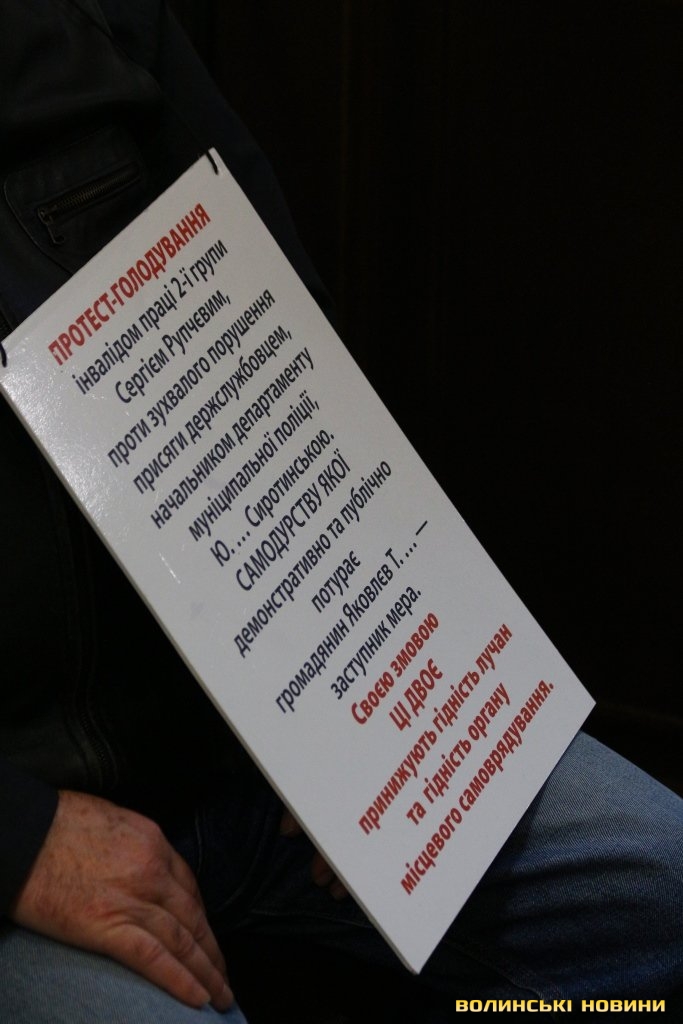 ПРОТЕСТ-ГОЛОДУВАННЯ
інвалідом праці 2-ї групи
Сергієм Рупчєвим,
проти зухвалого порушення
присяги держслужбовцем,
начальником департаменту
муніципальної поліції,
Ю. ... Сиротинською.
САМОДУРСТВУ ЯКОЇ
демонстративно та публічно
потурає
громадянин Яковлєв Т. ... —
заступник мера.
Своєю змовою
ЦІ ДВОЄ
принижують гідність лучан
та гідність органу
місцевого самоврядування.
ВОЛИНСЬКІ НОВИНИ